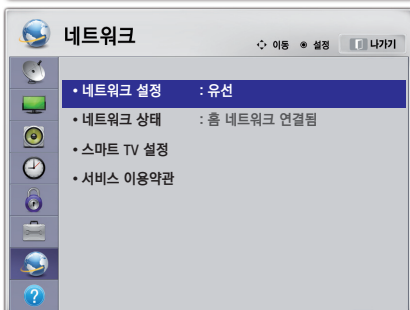 네트워크
이동 설정 나가기
• 네트워크 설정 : 유선
• 네트워크 상태 : 홈 네트워크 연결됨
• 스마트 TV 설정
• 서비스 이용약관
?